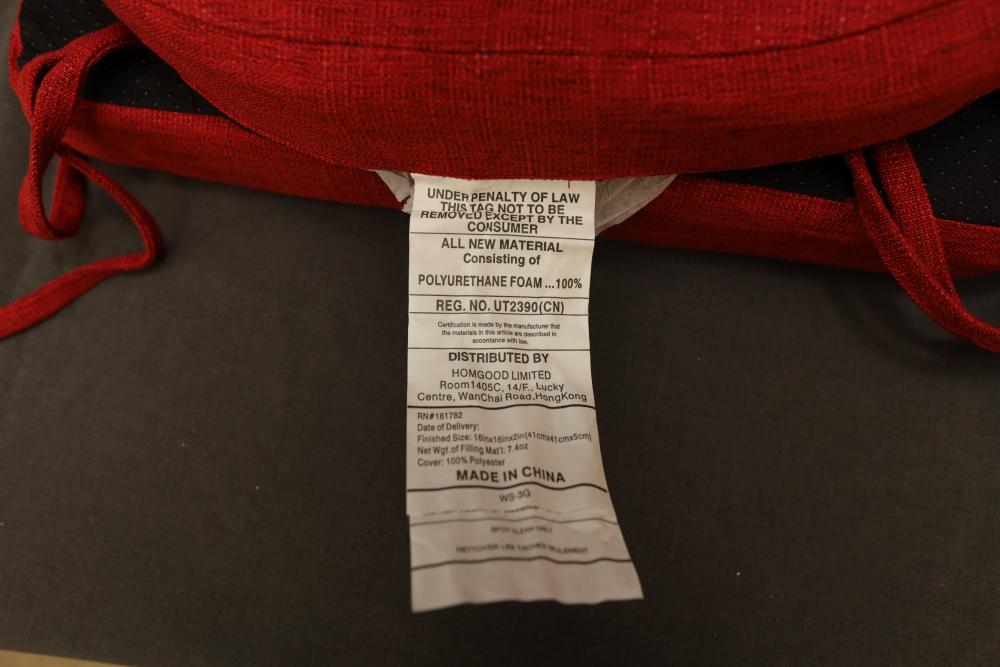 UNDER PENALTY OF LAW
THIS TAG NOT TO BE
REMOVED EXCEPT BY THE
CONSUMER
ALL NEW MATERIAL
Consisting of
POLYURETHANE FOAM ...100%
REG. NO. UT2390(CN)
Certification is made by the manufacturer that
the materials in this article are described in
accordance with law.
DISTRIBUTED BY
HOMGOOD LIMITED
Room1405C, 14/F., Lucky
Centre, WanChai Road,HongKong
RN#161782
Date of Delivery:
Finished Size: 16inx16inx2in(41cmx41cmx5cm)
Net Wgt.of Filling Mat'l: 7.4oz
Cover: 100% Polyester
MADE IN CHINA
WS-3G
SPOT CLEAN ONLY
NETTOYER LES TACHES SEULEMENT